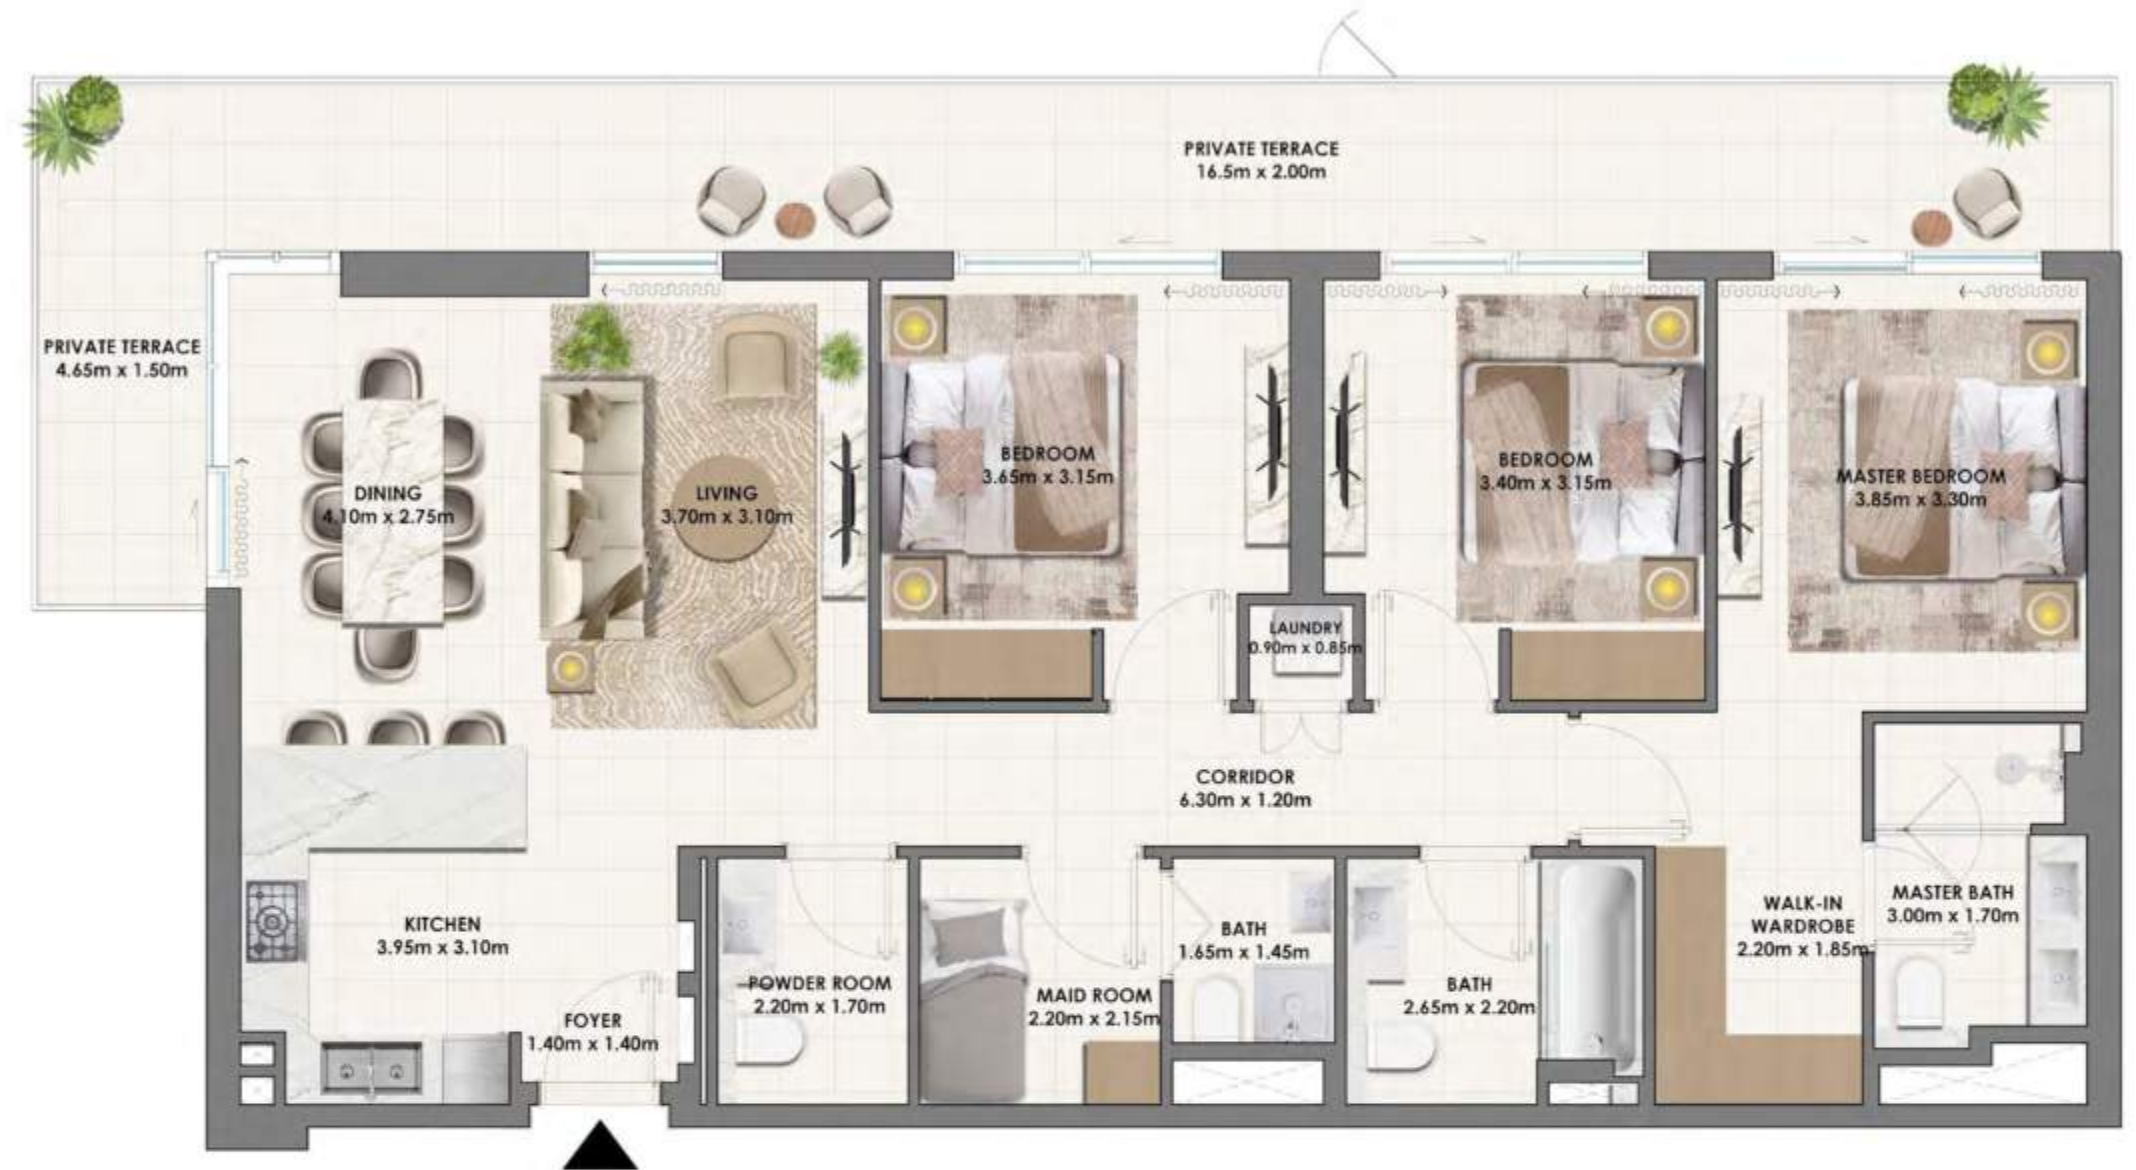 PRIVATE TERRACE
16.5m x 2.00m
PRIVATE TERRACE
4.65m x 1.50m
DINING
4.10m x 2.75m
LIVING
3.70m x 3.10m
BEDROOM
3.65m x 3.15m
BEDROOM
3.40m x 3.15m
MASTER BEDROOM
3.85m x 3.30m
LAUNDRY
0.90m x 0.85m
CORRIDOR
6.30m x 1.20m
KITCHEN
3.95m x 3.10m
FOYER
1.40m x 1.40m
POWDER ROOM
2.20m x 1.70m
MAID ROOM
2.20m x 2.15m
BATH
1.65m x 1.45m
BATH
2.65m x 2.20m
WALK-IN
WARDROBE
2.20m x 1.85m
MASTER BATH
3.00m x 1.70m